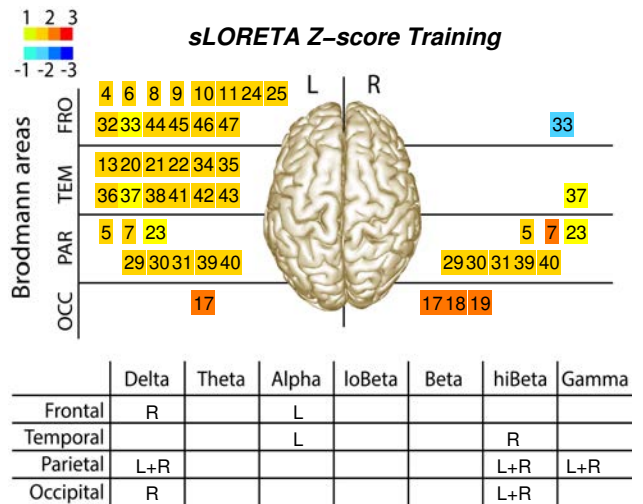 1 2 3
sLORETA Z–score Training
-1 -2 -3
L R
Brodmann areas
FRO
4 6 8 9 10 11 24 25
32 33 44 45 46 47 33
TEM
13 20 21 22 34 35
36 37 38 41 42 43 37
PAR
5 7 23 5 7 23
29 30 31 39 40 29 30 31 39 40
OCC
17 17 18 19
Delta Theta Alpha loBeta Beta hiBeta Gamma
Frontal R L
Temporal L R
Parietal L+R L+R L+R
Occipital R L+R